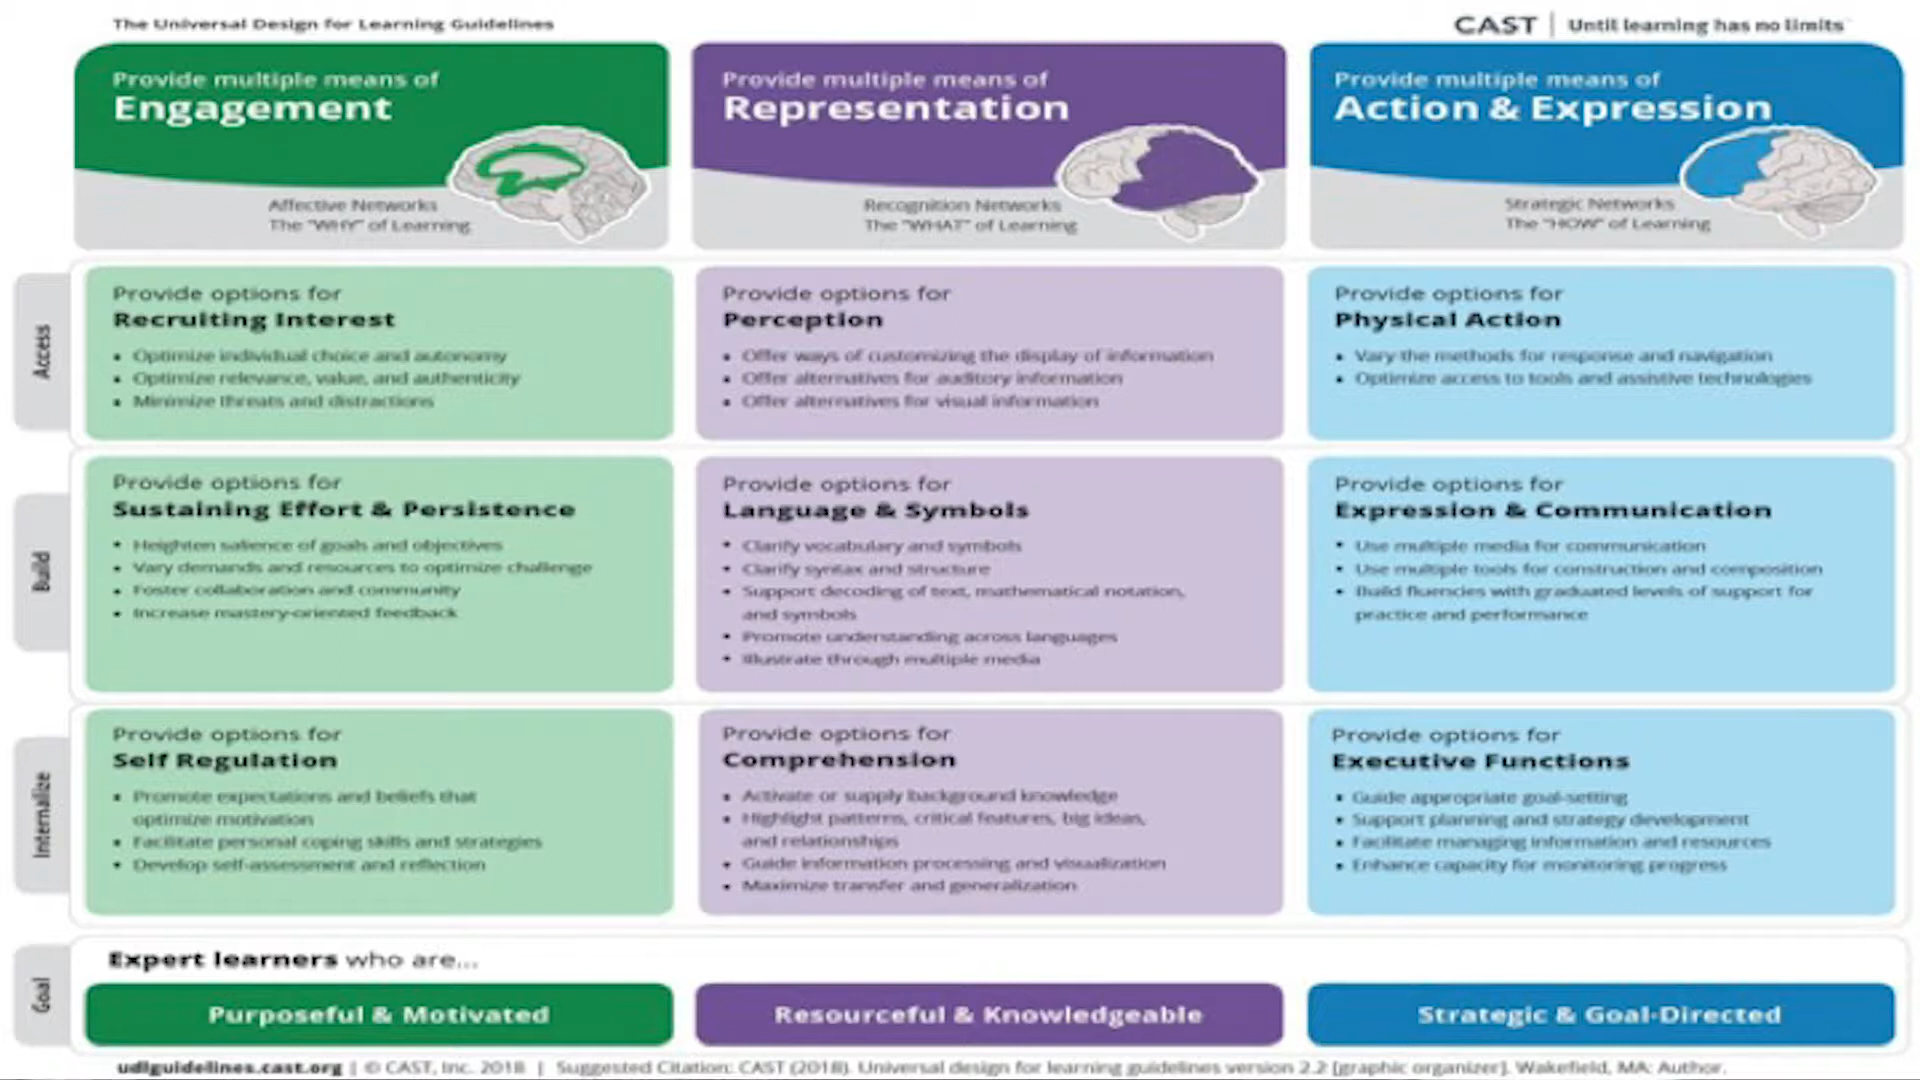 The Universal Design for Learning Guidelines
CAST | Until learning has no limits
Provide multiple means of
Engagement
Affective Networks
The "WHY" of Learning
Provide multiple means of
Representation
Recognition Networks
The "WHAT" of Learning
Provide multiple means of
Action & Expression
Strategic Networks
The "HOW" of Learning
Access
Provide options for
Recruiting Interest
• Optimize individual choice and autonomy
• Optimize relevance, value, and authenticity
• Minimize threats and distractions
Provide options for
Perception
• Offer ways of customizing the display of information
• Offer alternatives for auditory information
• Offer alternatives for visual information
Provide options for
Physical Action
• Vary the methods for response and navigation
• Optimize access to tools and assistive technologies
Build
Provide options for
Sustaining Effort & Persistence
• Heighten salience of goals and objectives
• Vary demands and resources to optimize challenge
• Foster collaboration and community
• Increase mastery-oriented feedback
Provide options for
Language & Symbols
• Clarify vocabulary and symbols
• Clarify syntax and structure
• Support decoding of text, mathematical notation,
and symbols
• Promote understanding across languages
• Illustrate through multiple media
Provide options for
Expression & Communication
• Use multiple media for communication
• Use multiple tools for construction and composition
• Build fluencies with graduated levels of support for
practice and performance
Internalize
Provide options for
Self Regulation
• Promote expectations and beliefs that
optimize motivation
• Facilitate personal coping skills and strategies
• Develop self-assessment and reflection
Provide options for
Comprehension
• Activate or supply background knowledge
• Highlight patterns, critical features, big ideas,
and relationships
• Guide information processing and visualization
• Maximize transfer and generalization
Provide options for
Executive Functions
• Guide appropriate goal-setting
• Support planning and strategy development
• Facilitate managing information and resources
• Enhance capacity for monitoring progress
Goal
Expert learners who are...
Purposeful & Motivated
Resourceful & Knowledgeable
Strategic & Goal-Directed
udlguidelines.cast.org | © CAST, Inc. 2018 | Suggested Citation: CAST (2018). Universal design for learning guidelines version 2.2 [graphic organizer]. Wakefield, MA: Author.